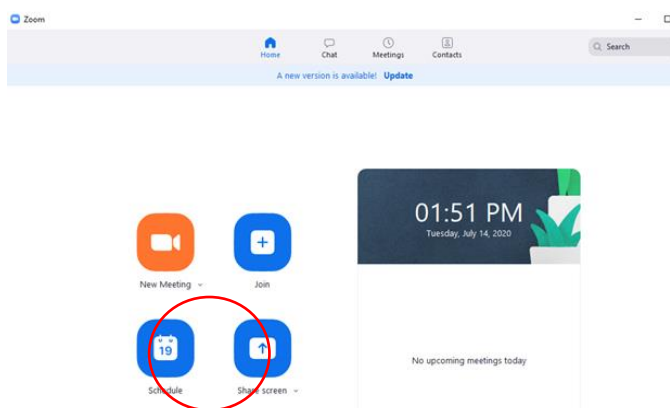 Zoom
Home
Chat
Meetings
Contacts
Search
A new version is available! Update
01:51 PM
Tuesday, July 14, 2020
New Meeting
Join
19
Schedule
Share screen
No upcoming meetings today